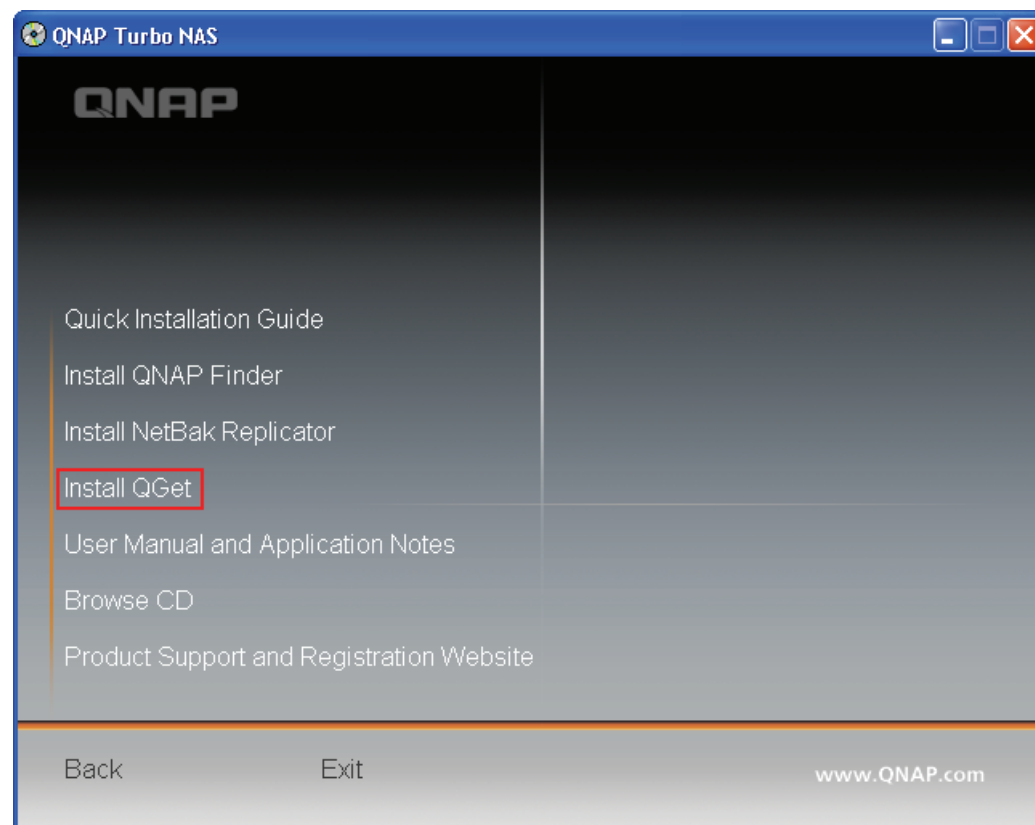 QNAP Turbo NAS
QNAP
Quick Installation Guide
Install QNAP Finder
Install NetBak Replicator
Install QGet
User Manual and Application Notes
Browse CD
Product Support and Registration Website
Back
Exit
www.QNAP.com